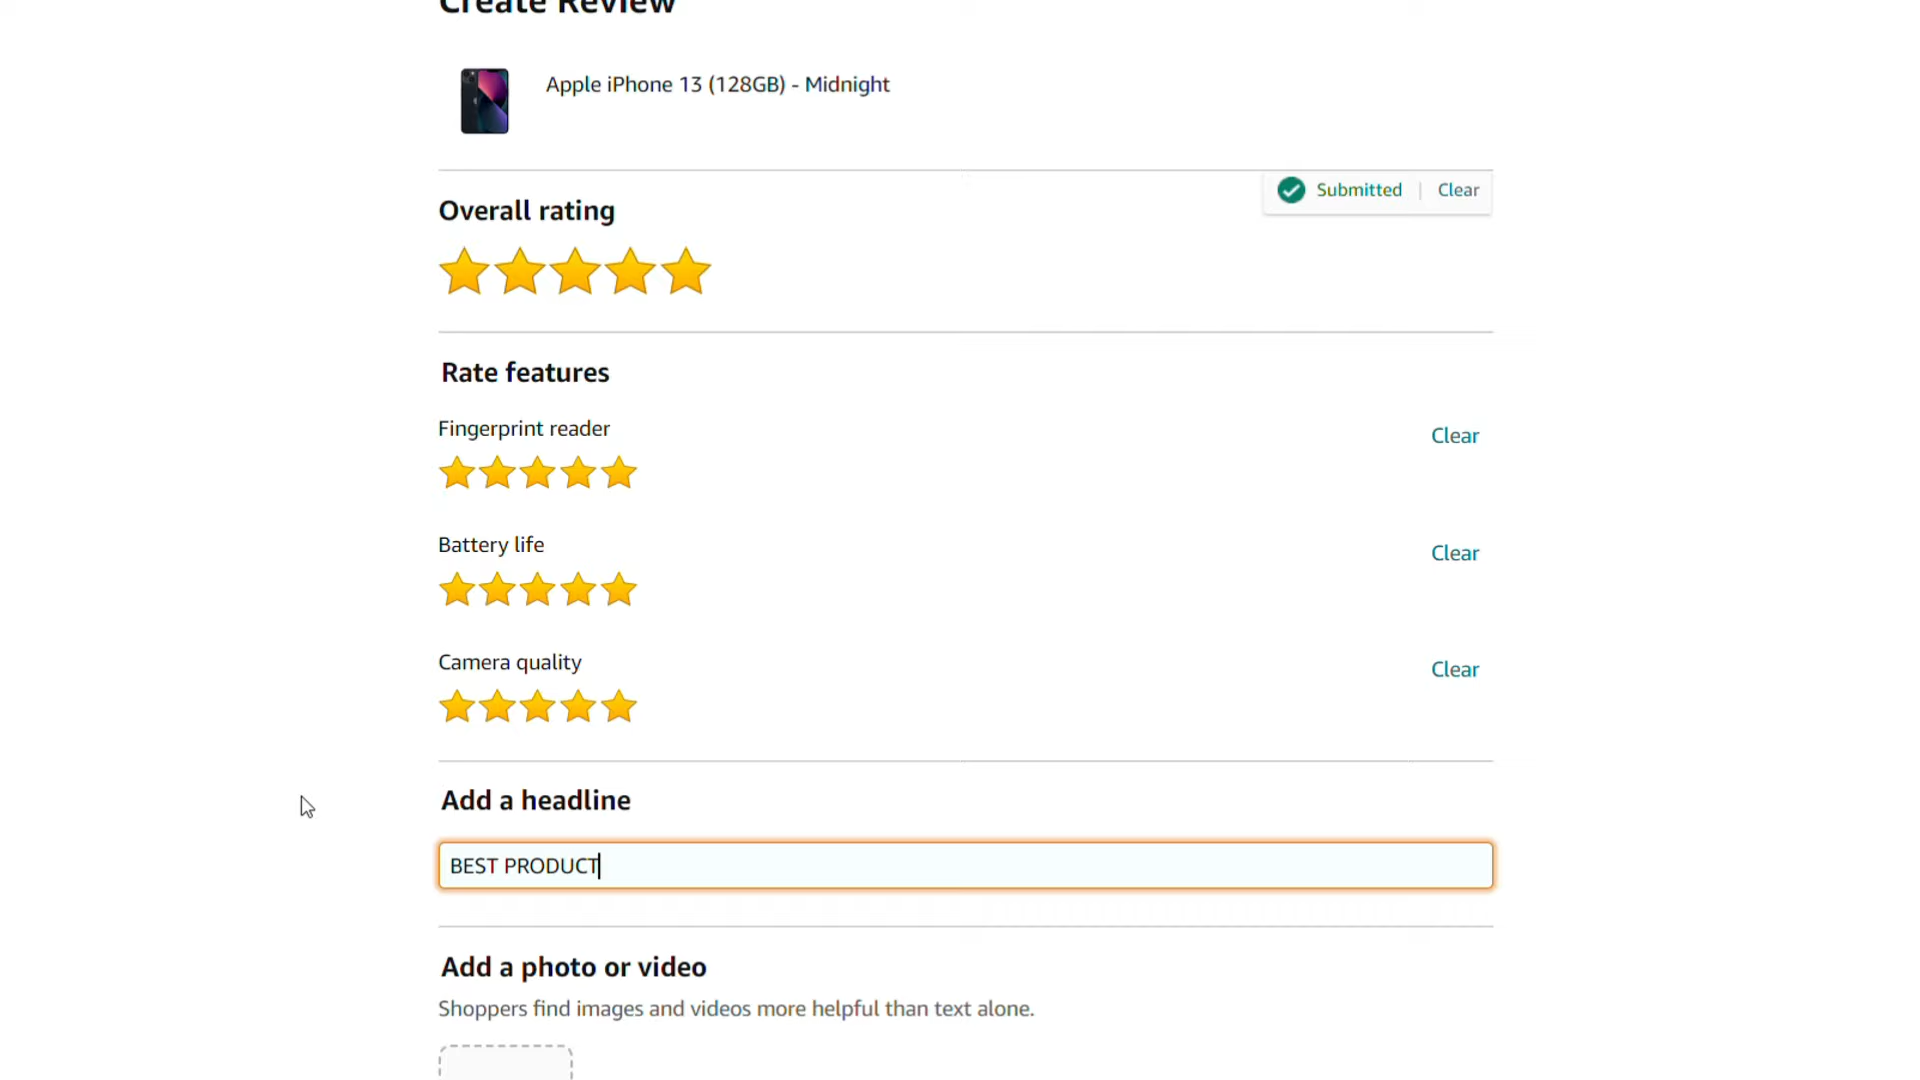 Create Review
Apple iPhone 13 (128GB) - Midnight
Submitted | Clear
Overall rating
Rate features
Fingerprint reader
Clear
Battery life
Clear
Camera quality
Clear
Add a headline
BEST PRODUCT
Add a photo or video
Shoppers find images and videos more helpful than text alone.